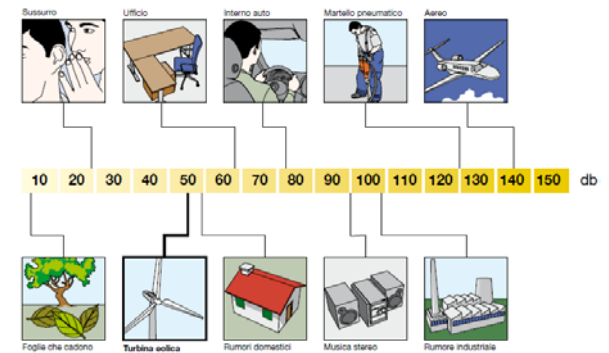 Sussurro
Ufficio
Interno auto
Martello pneumatico
Aereo
10 20 30 40 50 60 70 80 90 100 110 120 130 140 150 db
Foglie che cadono
Turbina eolica
Rumori domestici
Musica stereo
Rumore industriale